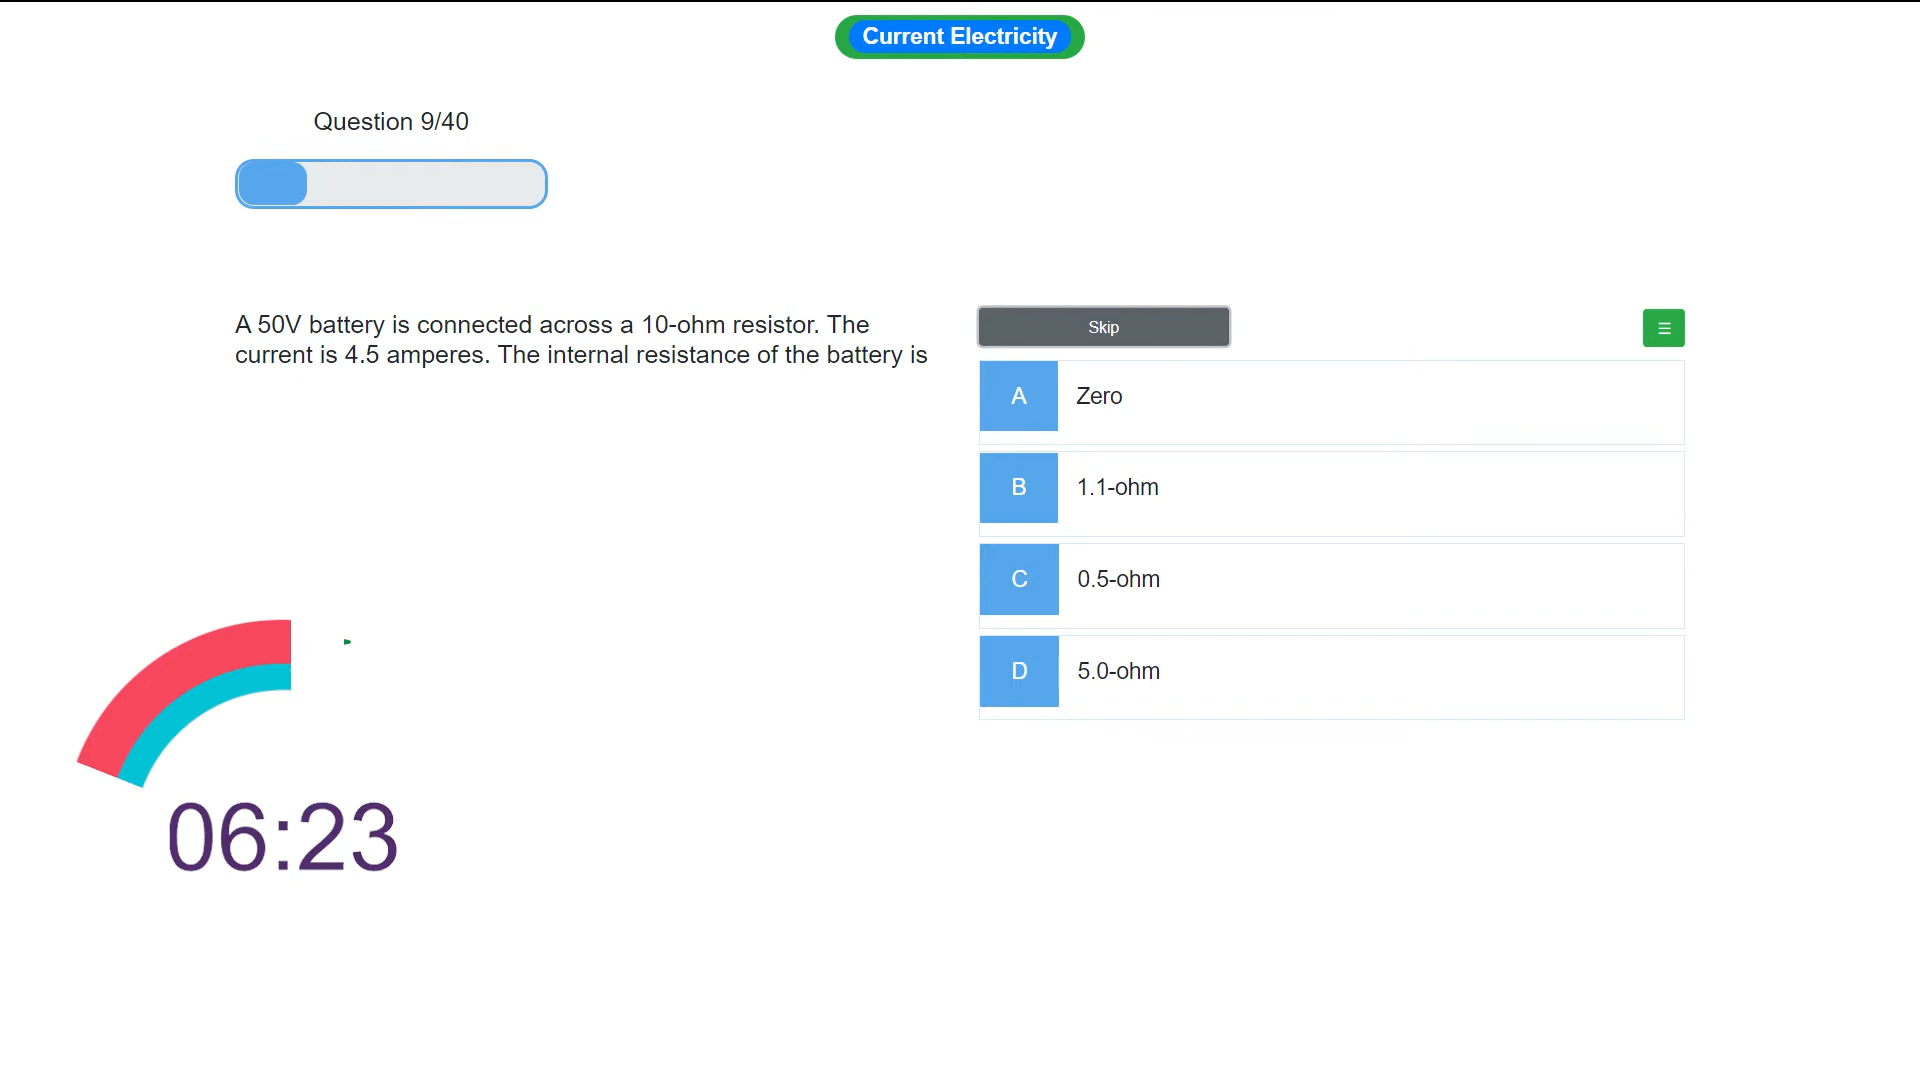 Current Electricity
Question 9/40
A 50V battery is connected across a 10-ohm resistor. The
current is 4.5 amperes. The internal resistance of the battery is
Skip
☰
A Zero
B 1.1-ohm
C 0.5-ohm
D 5.0-ohm
06:23